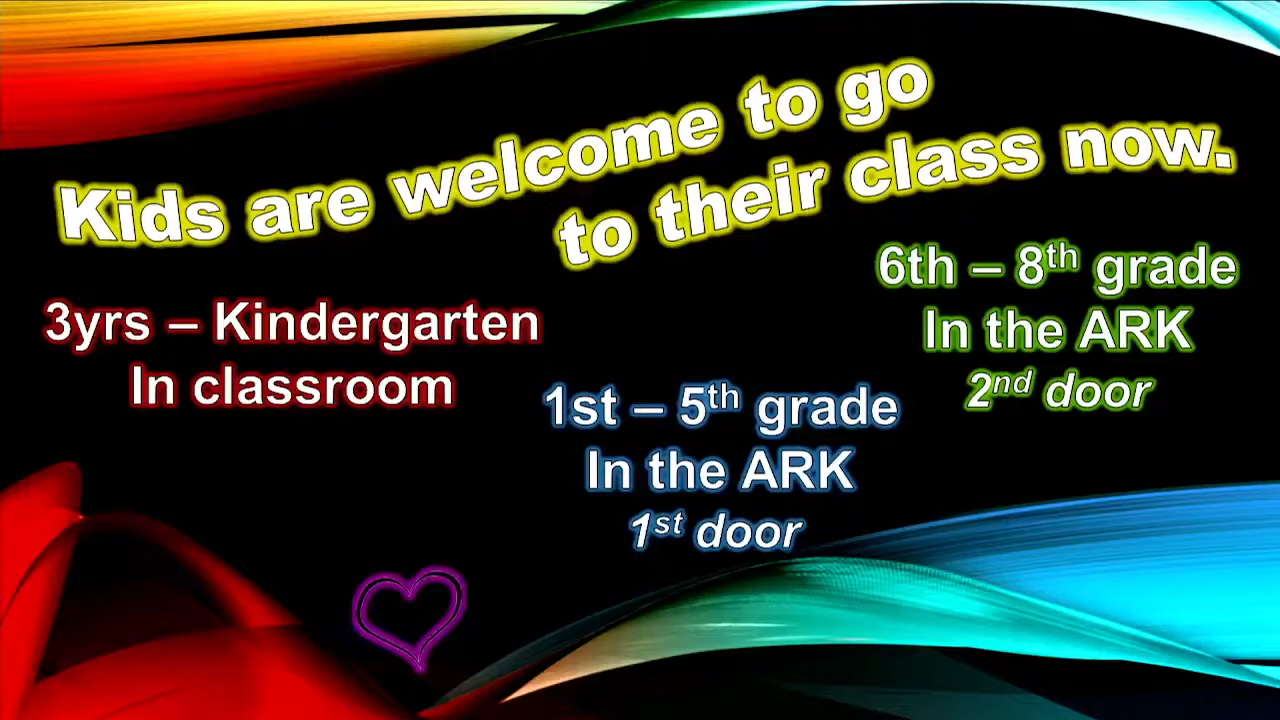 Kids are welcome to go
to their class now.
3yrs – Kindergarten
In classroom
1st – 5th grade
In the ARK
1st door
6th – 8th grade
In the ARK
2nd door